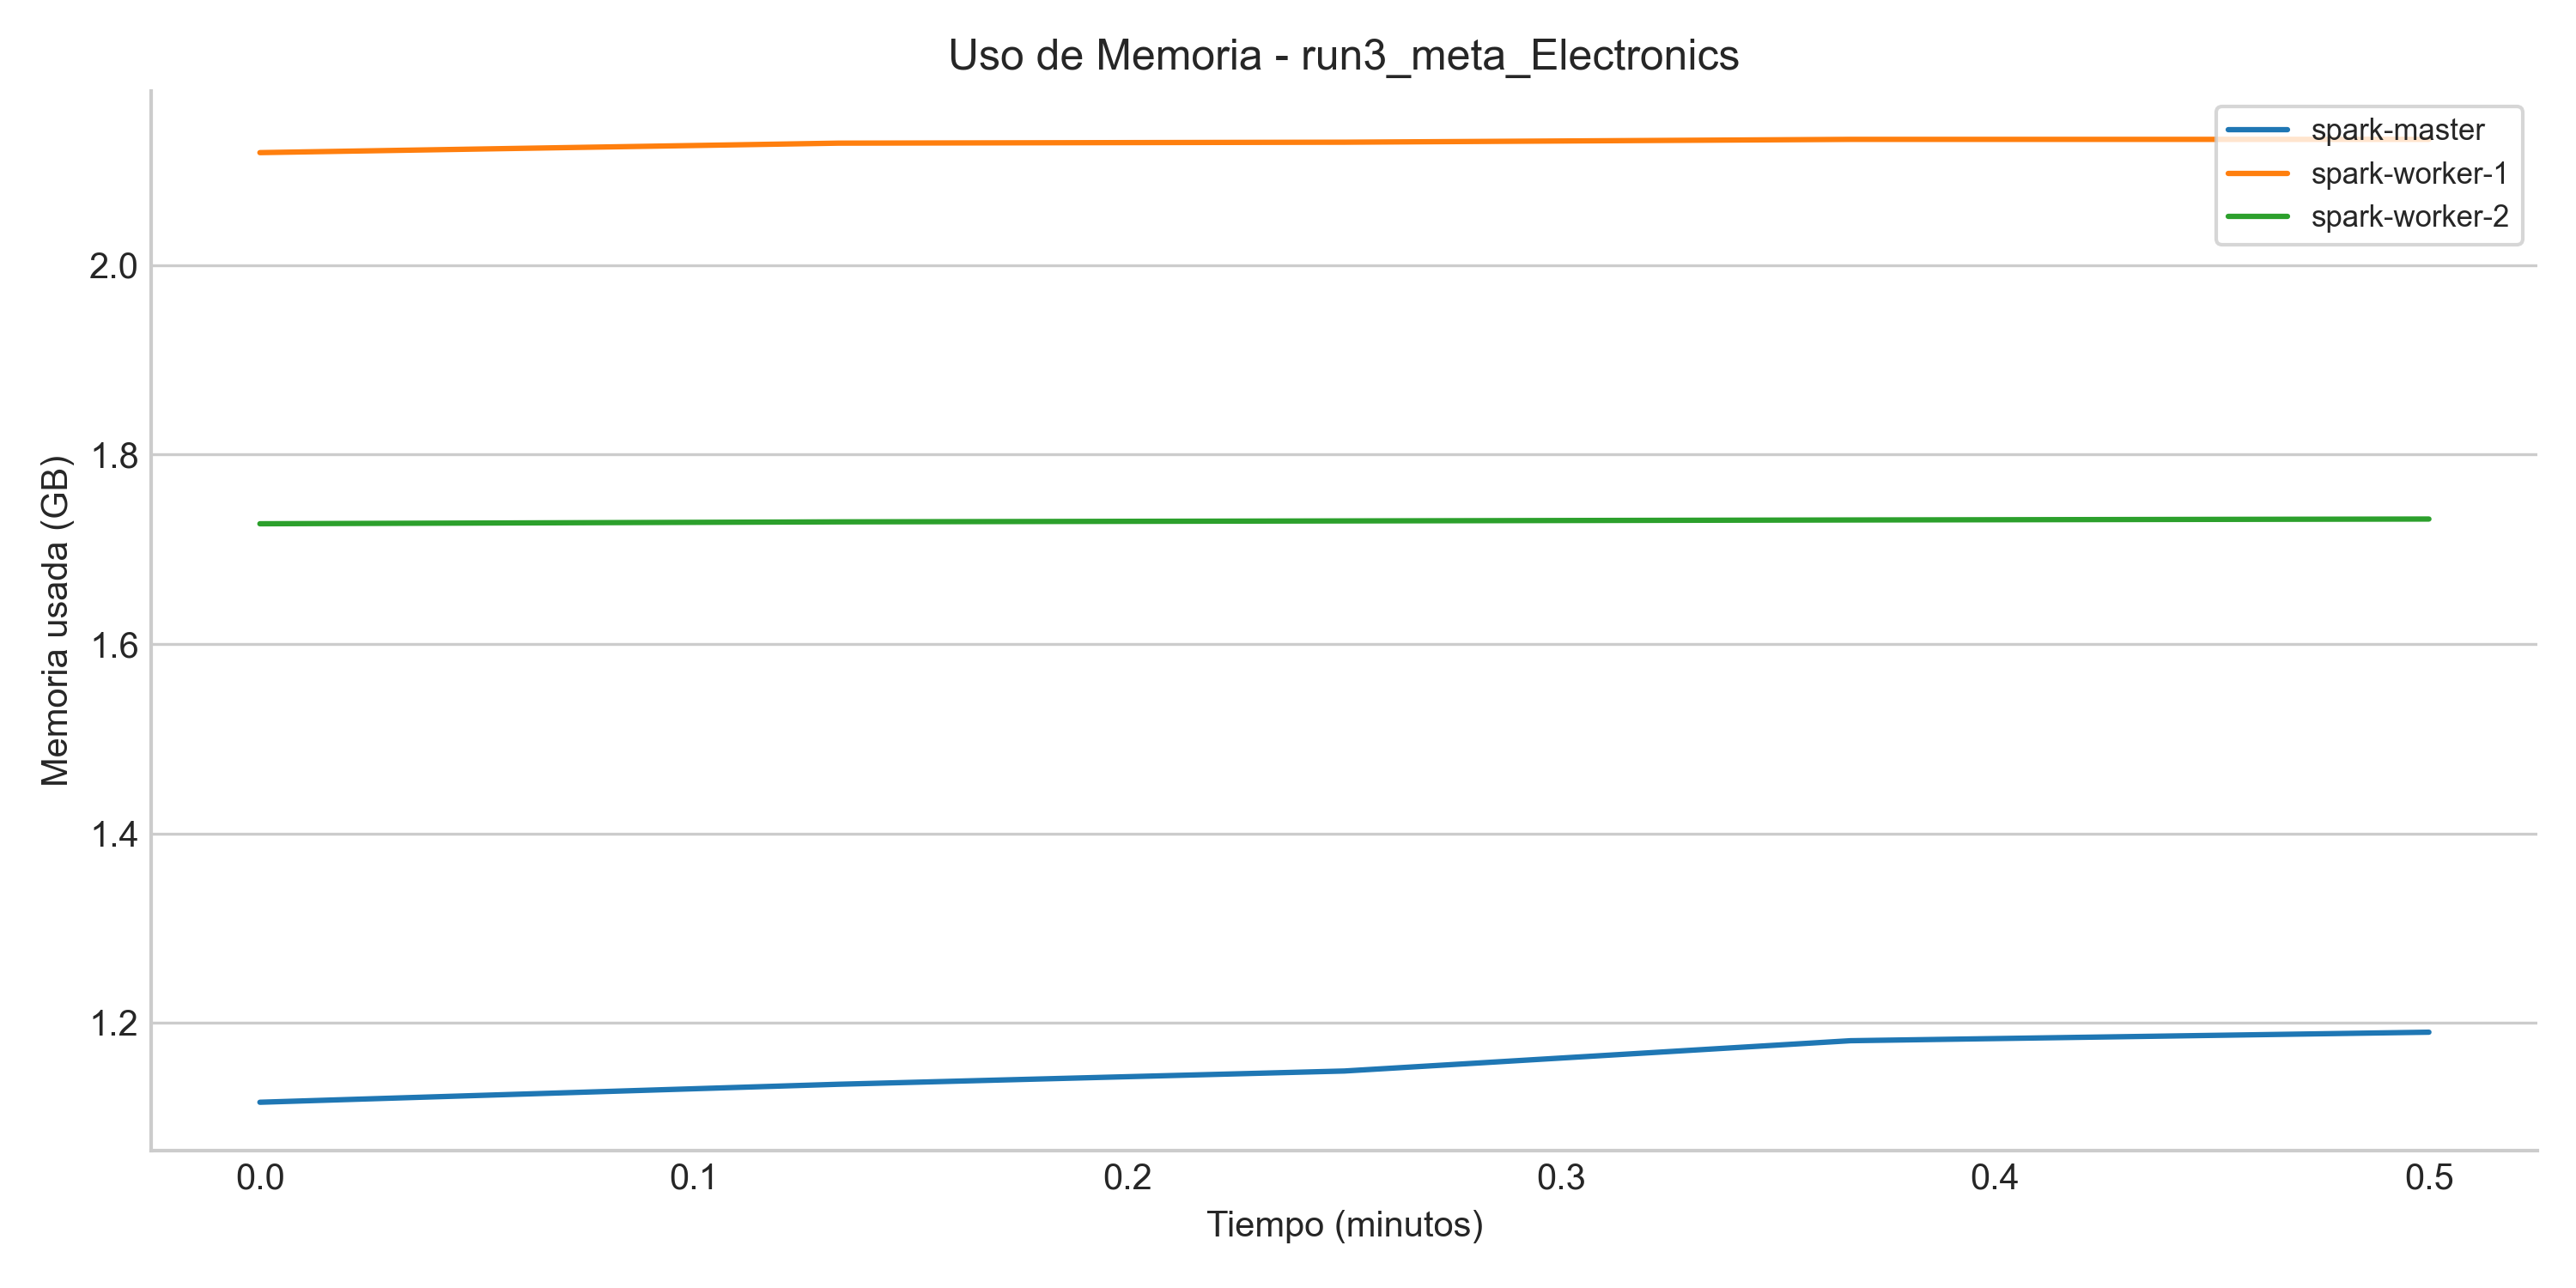 Uso de Memoria - run3_meta_Electronics
spark-master
spark-worker-1
spark-worker-2
Memoria usada (GB)
2.0
1.8
1.6
1.4
1.2
0.0 0.1 0.2 0.3 0.4 0.5
Tiempo (minutos)